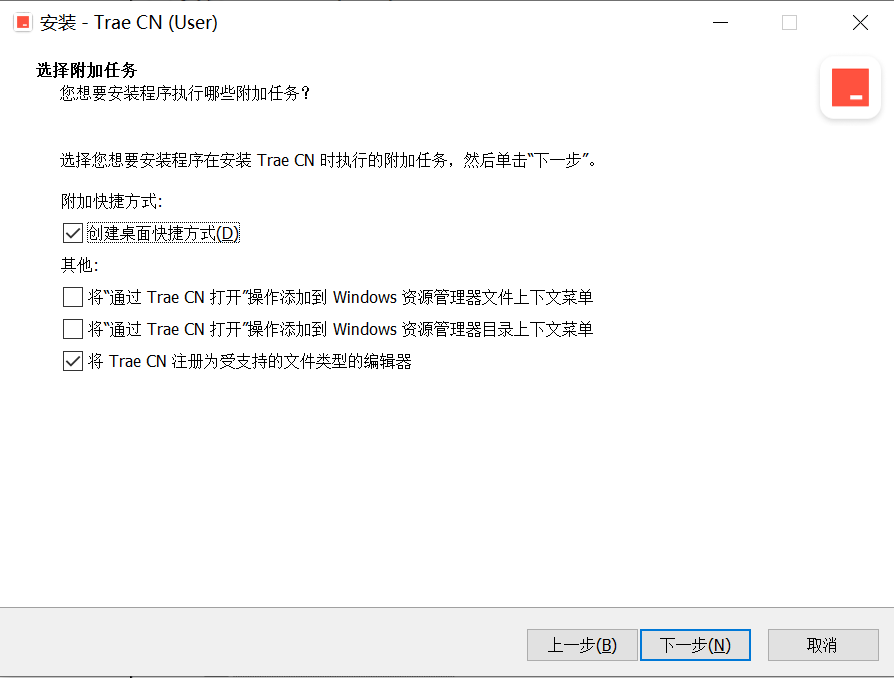 安装 - Trae CN (User)
选择附加任务
您想要安装程序执行哪些附加任务？
选择您想要安装程序在安装 Trae CN 时执行的附加任务，然后单击“下一步”。
附加快捷方式:
创建桌面快捷方式(D)
其他:
将“通过 Trae CN 打开”操作添加到 Windows 资源管理器文件上下文菜单
将“通过 Trae CN 打开”操作添加到 Windows 资源管理器目录上下文菜单
将 Trae CN 注册为受支持的文件类型的编辑器
上一步(B) 下一步(N) 取消